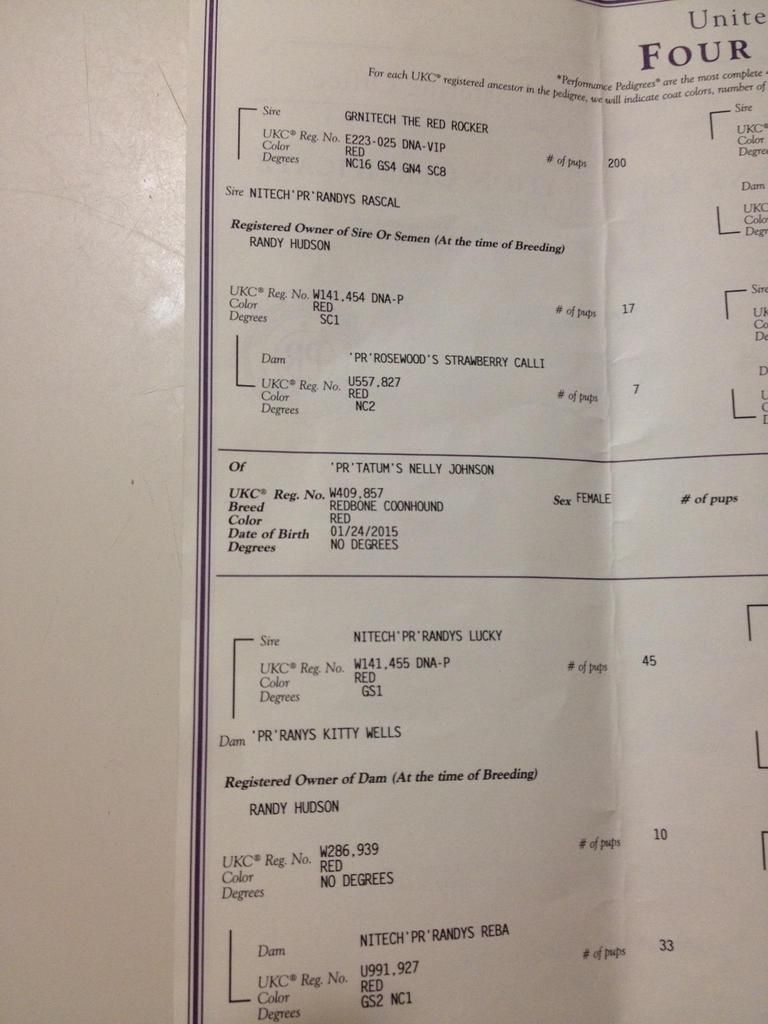 Unite
FOUR
*Performance Pedigrees* are the most complete
For each UKC® registered ancestor in the pedigree, we will indicate coat colors, number of
Sire GRNITECH THE RED ROCKER
UKC® Reg. No. E223-025 DNA-VIP
Color RED
Degrees NC16 GS4 GN4 SC8
# of pups 200
Sire NITECH'PR'RANDYS RASCAL
Registered Owner of Sire Or Semen (At the time of Breeding)
RANDY HUDSON
UKC® Reg. No. W141,454 DNA-P
Color RED
Degrees SC1
# of pups 17
Dam 'PR'ROSEWOOD'S STRAWBERRY CALLI
UKC® Reg. No. U557,827
Color RED
Degrees NC2
# of pups 7
Of 'PR'TATUM'S NELLY JOHNSON
UKC® Reg. No. W409,857
Sex FEMALE
# of pups
Breed REDBONE COONHOUND
Color RED
Date of Birth 01/24/2015
Degrees NO DEGREES
Sire NITECH'PR'RANDYS LUCKY
UKC® Reg. No. W141,455 DNA-P
Color RED
Degrees GS1
# of pups 45
Dam 'PR'RANYS KITTY WELLS
Registered Owner of Dam (At the time of Breeding)
RANDY HUDSON
UKC® Reg. No. W286,939
Color RED
Degrees NO DEGREES
# of pups 10
Dam NITECH'PR'RANDYS REBA
UKC® Reg. No. U991,927
Color RED
Degrees GS2 NC1
# of pups 33
Sire
UKC®
Color
Degree
Dam
UKC
Colo
Degr
Sire
UK
Co
De
D
U
C